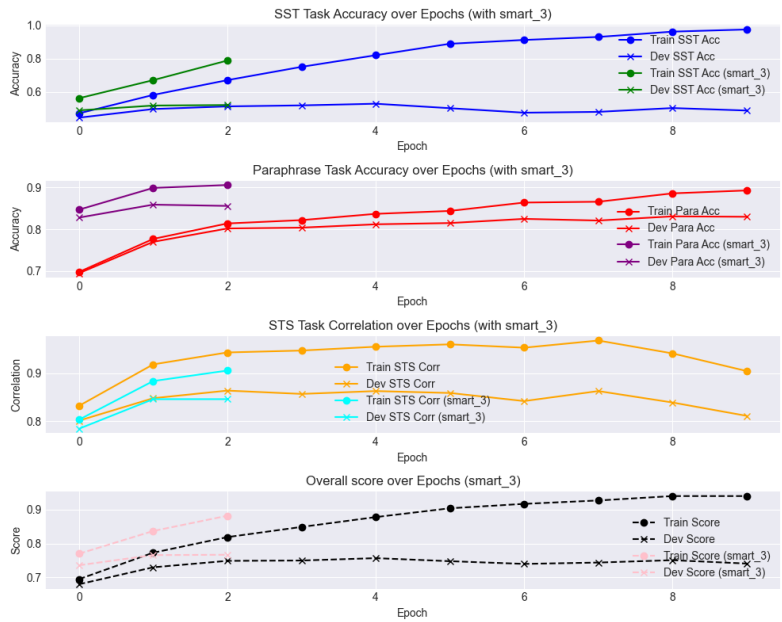 SST Task Accuracy over Epochs (with smart_3)
1.0
0.8
0.6
Accuracy
Train SST Acc
Dev SST Acc
Train SST Acc (smart_3)
Dev SST Acc (smart_3)
0 2 4 6 8
Epoch
Paraphrase Task Accuracy over Epochs (with smart_3)
0.9
0.8
0.7
Accuracy
Train Para Acc
Dev Para Acc
Train Para Acc (smart_3)
Dev Para Acc (smart_3)
0 2 4 6 8
Epoch
STS Task Correlation over Epochs (with smart_3)
0.9
0.8
Correlation
Train STS Corr
Dev STS Corr
Train STS Corr (smart_3)
Dev STS Corr (smart_3)
0 2 4 6 8
Epoch
Overall score over Epochs (smart_3)
0.9
0.8
0.7
Score
Train Score
Dev Score
Train Score (smart_3)
Dev Score (smart_3)
0 2 4 6 8
Epoch